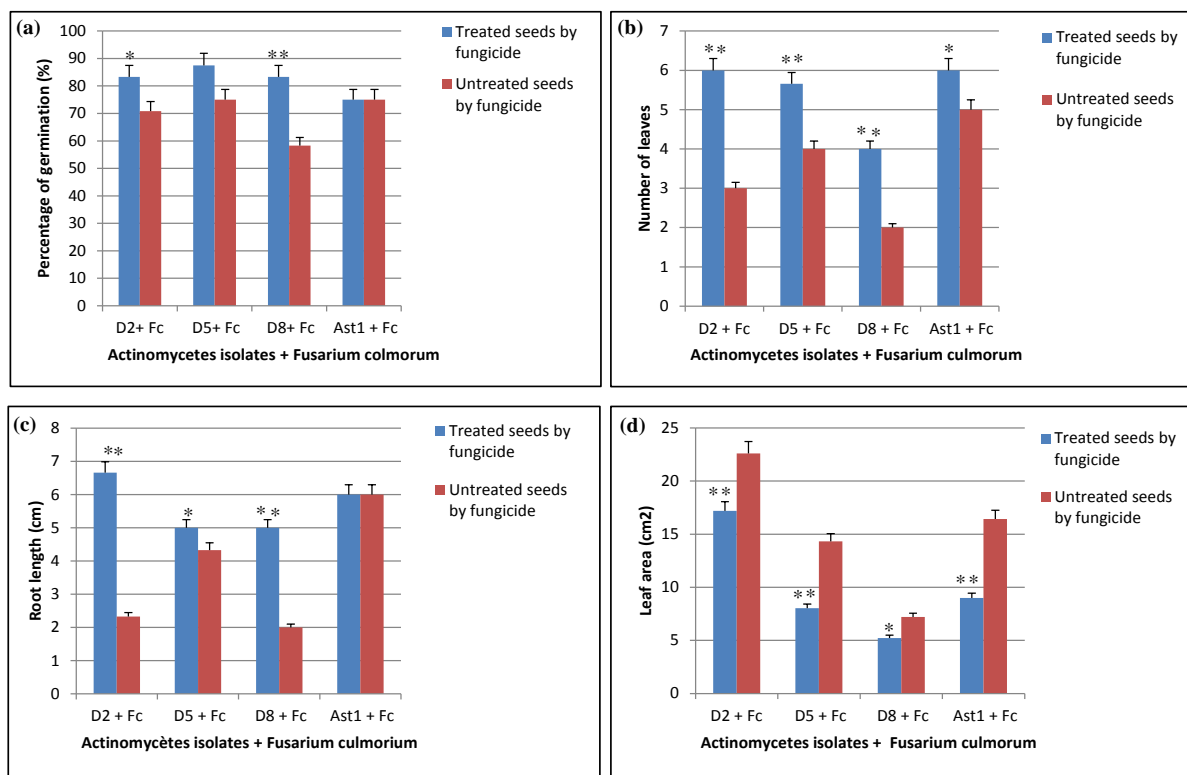 (a)
100
90
80
70
60
50
40
30
20
10
0
Percentage of germination (%)
*
**
D2+ Fc
D5+ Fc
D8+ Fc
Ast1 + Fc
Actinomycetes isolates + Fusarium colmorum
Treated seeds by
fungicide
Untreated seeds
by fungicide
(b)
7
6
5
4
3
2
1
0
Number of leaves
**
**
**
*
D2 + Fc
D5 + Fc
D8 + Fc
Ast1 + Fc
Actinomycetes isolates + Fusarium culmorum
Treated seeds by
fungicide
Untreated seeds
by fungicide
(c)
8
7
6
5
4
3
2
1
0
Root length (cm)
**
*
**
D2 + Fc
D5 + Fc
D8 + Fc
Ast1 + Fc
Actinomycètes isolates + Fusarium culmorium
Treated seeds by
fungicide
Untreated seeds
by fungicide
(d)
25
20
15
10
5
0
Leaf area (cm2)
**
**
*
**
D2 + Fc
D5 + Fc
D8 + Fc
Ast1 + Fc
Actinomycetes isolates + Fusarium culmorum
Treated seeds by
fungicide
Untreated seeds
by fungicide